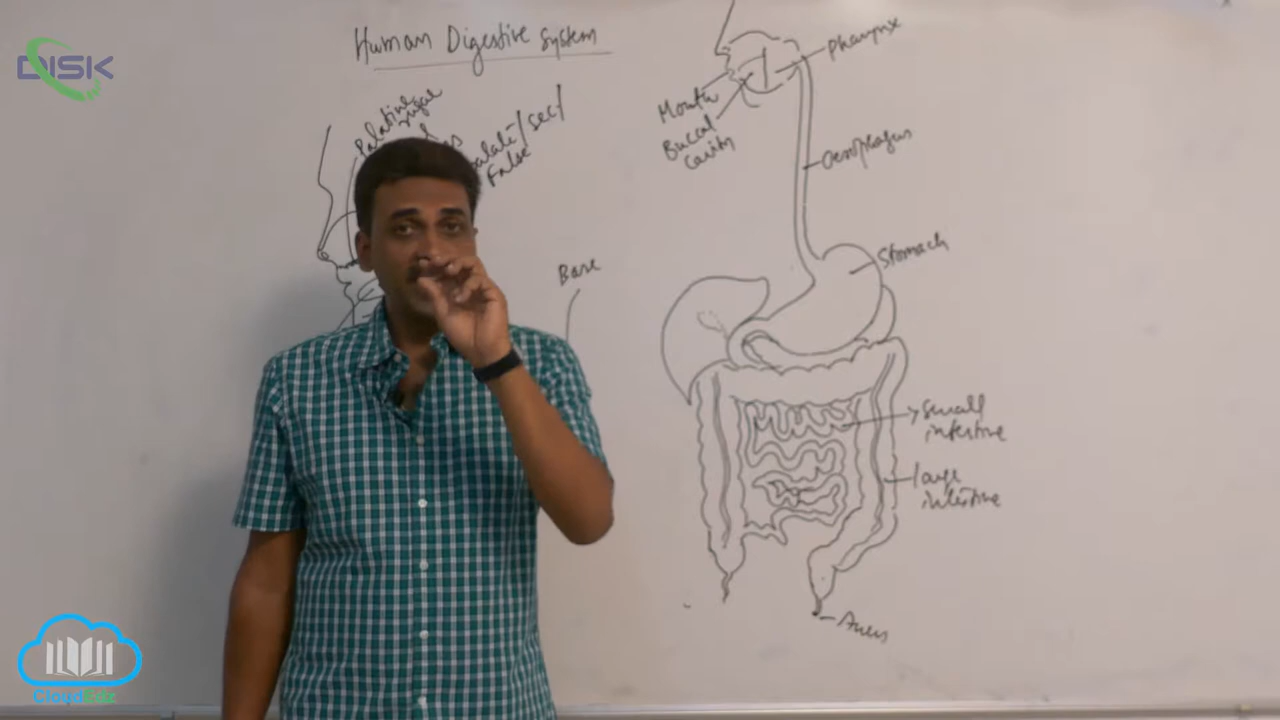 DISK
Human Digestive System
Palatine
palate/sec/
False
Base
Mouth
Buccal
cavity
Pharynx
Oesophagus
Stomach
small
intestine
large
intestine
Anus
CloudEdz